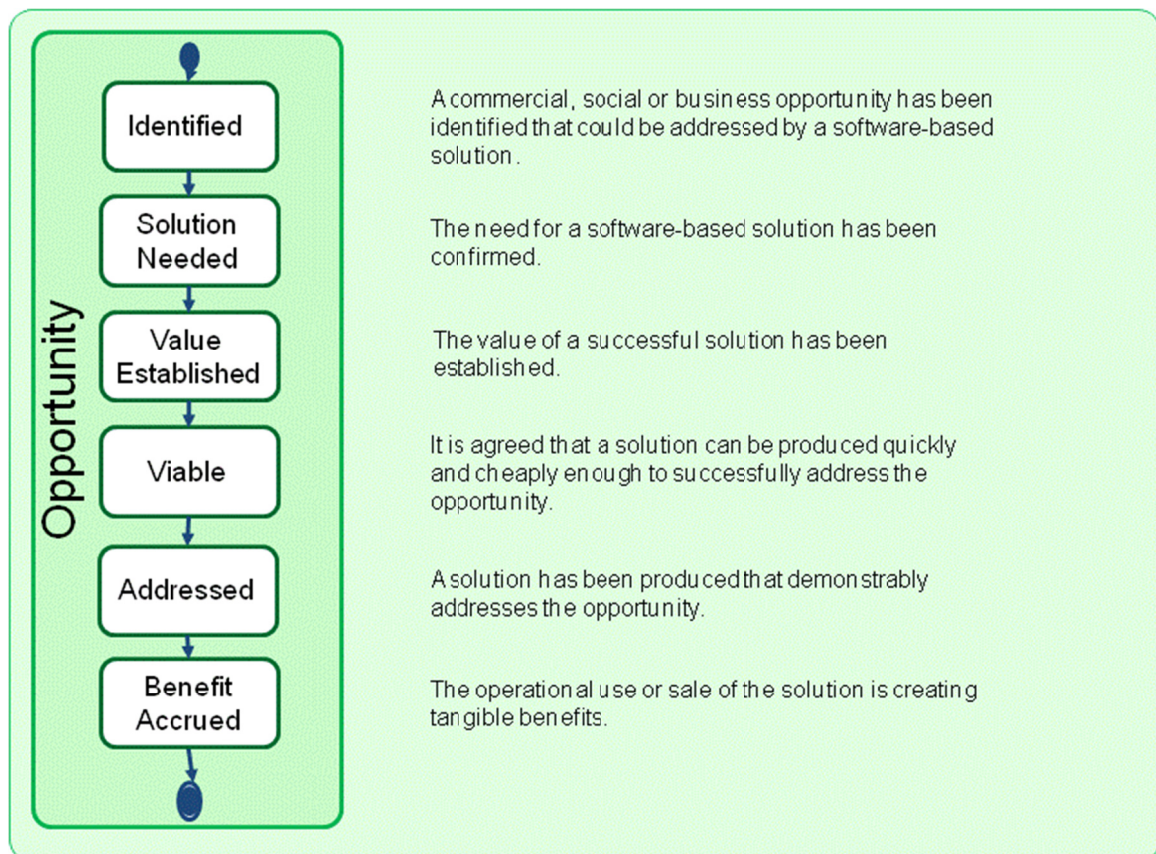 Opportunity
Identified
A commercial, social or business opportunity has been
identified that could be addressed by a software-based
solution.
Solution
Needed
The need for a software-based solution has been
confirmed.
Value
Established
The value of a successful solution has been
established.
Viable
It is agreed that a solution can be produced quickly
and cheaply enough to successfully address the
opportunity.
Addressed
A solution has been produced that demonstrably
addresses the opportunity.
Benefit
Accrued
The operational use or sale of the solution is creating
tangible benefits.